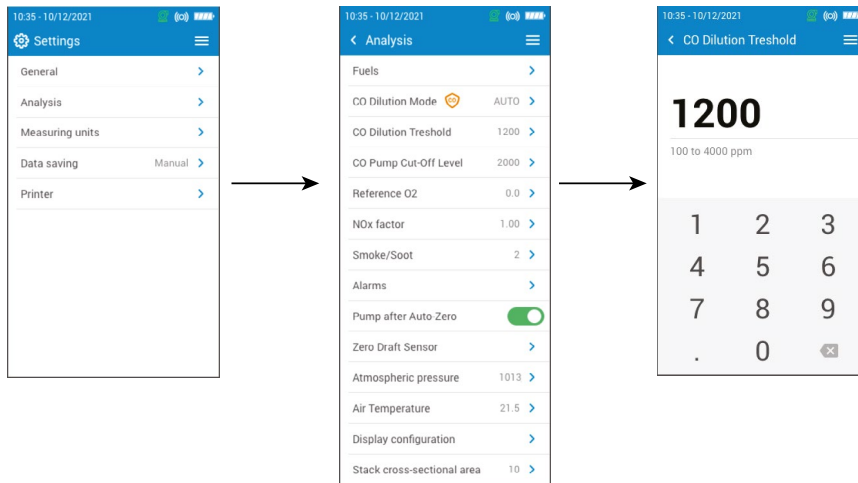 10:35 - 10/12/2021
Settings
General
Analysis
Measuring units
Data saving Manual
Printer
10:35 - 10/12/2021
Analysis
Fuels
CO Dilution Mode CO AUTO
CO Dilution Treshold 1200
CO Pump Cut-Off Level 2000
Reference O2 0.0
NOx factor 1.00
Smoke/Soot 2
Alarms
Pump after Auto Zero
Zero Draft Sensor
Atmospheric pressure 1013
Air Temperature 21.5
Display configuration
Stack cross-sectional area 10
10:35 - 10/12/2021
CO Dilution Treshold
1200
100 to 4000 ppm
1 2 3
4 5 6
7 8 9
. 0